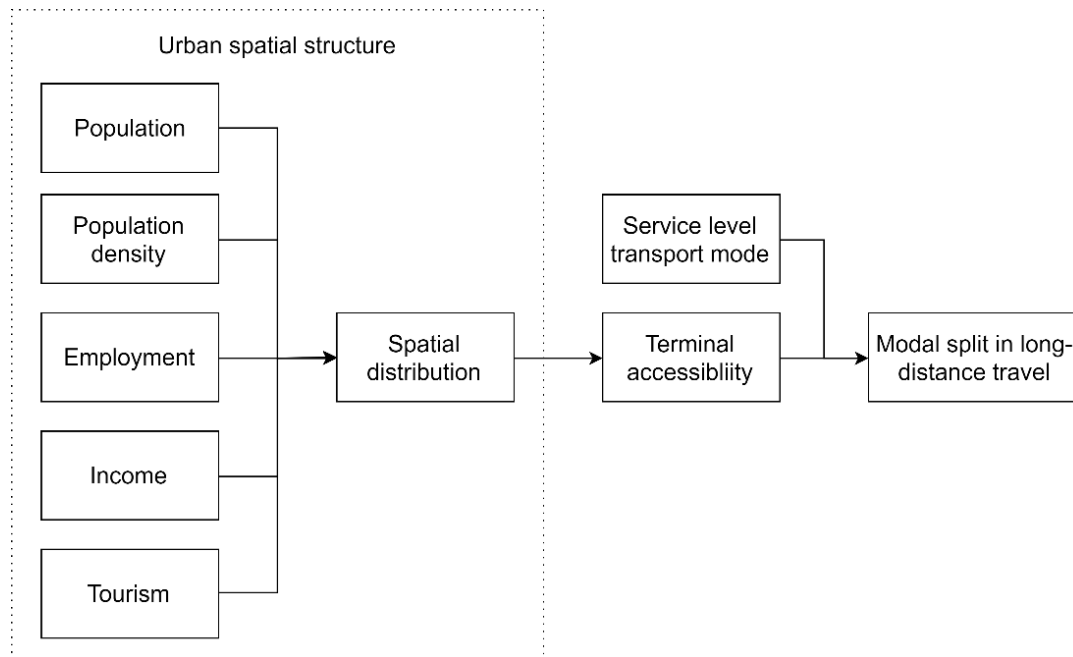 Urban spatial structure
Population
Population
density
Employment
Income
Tourism
Spatial
distribution
Service level
transport mode
Terminal
accessibliity
Modal split in long-
distance travel